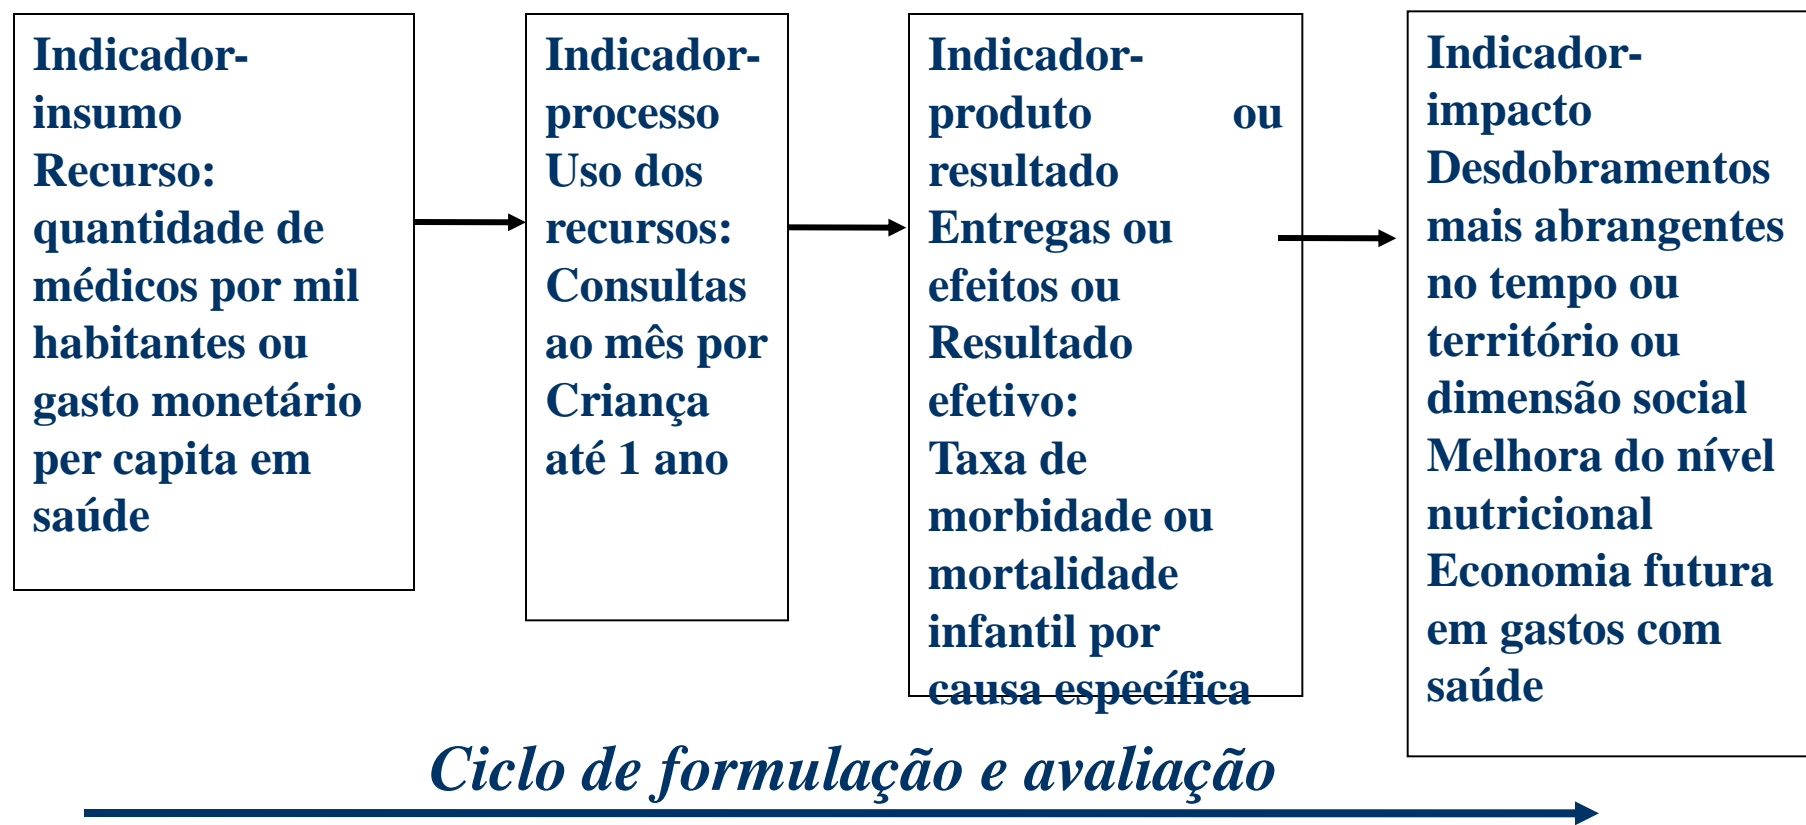 Indicador-
insumo
Recurso:
quantidade de
médicos por mil
habitantes ou
gasto monetário
per capita em
saúde
Indicador-
processo
Uso dos
recursos:
Consultas
ao mês por
Criança
até 1 ano
Indicador-
produto ou
resultado
Entregas ou
efeitos ou
Resultado
efetivo:
Taxa de
morbidade ou
mortalidade
infantil por
causa específica
Indicador-
impacto
Desdobramentos
mais abrangentes
no tempo ou
território ou
dimensão social
Melhora do nível
nutricional
Economia futura
em gastos com
saúde
Ciclo de formulação e avaliação